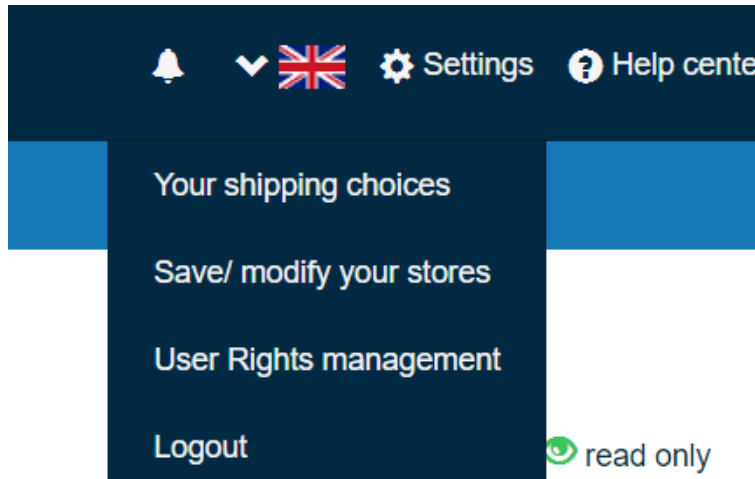 Settings
Help cente
Your shipping choices
Save/ modify your stores
User Rights management
Logout
read only